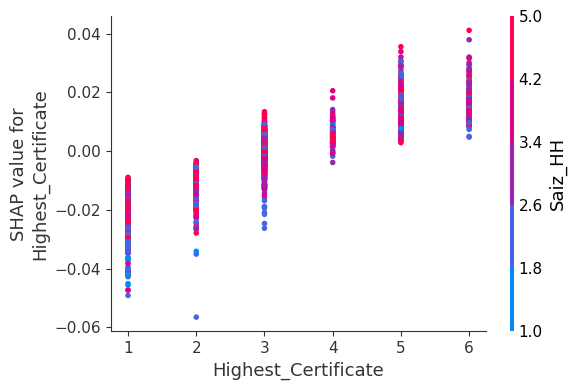 0.04
0.02
0.00
−0.02
−0.04
−0.06
SHAP value for
Highest_Certificate
1 2 3 4 5 6
Highest_Certificate
5.0
4.2
3.4
2.6
1.8
1.0
Saiz_HH